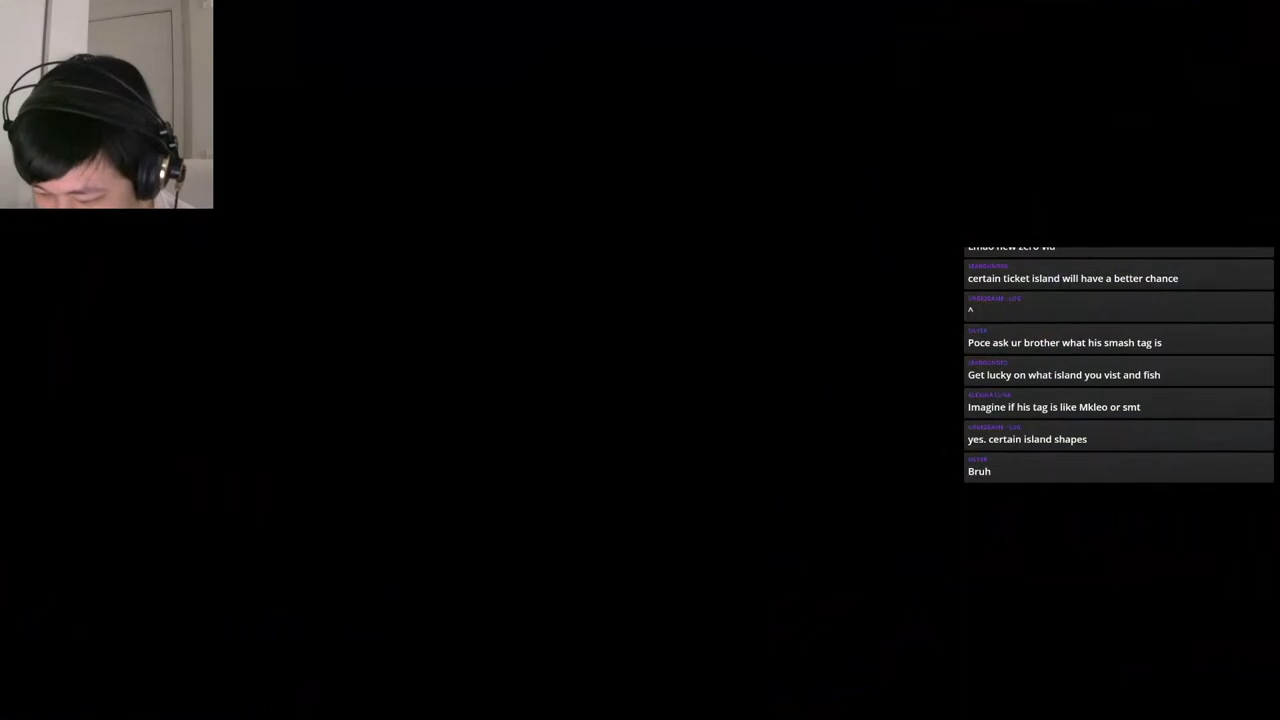 certain ticket island will have a better chance
^
SILVER
Poce ask ur brother what his smash tag is
Get lucky on what island you vist and fish
Imagine if his tag is like Mkleo or smt
yes. certain island shapes
SILVER
Bruh